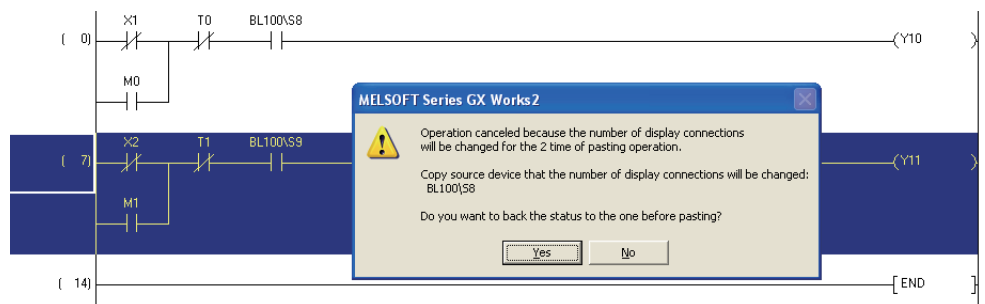 X1 T0 BL100\S8
( 0) (Y10 )
M0
MELSOFT Series GX Works2
Operation canceled because the number of display connections
will be changed for the 2 time of pasting operation.
Copy source device that the number of display connections will be changed:
BL100\S8
Do you want to back the status to the one before pasting?
Yes No
X2 T1 BL100\S9
( 7) (Y11 )
M1
( 14) [ END ]